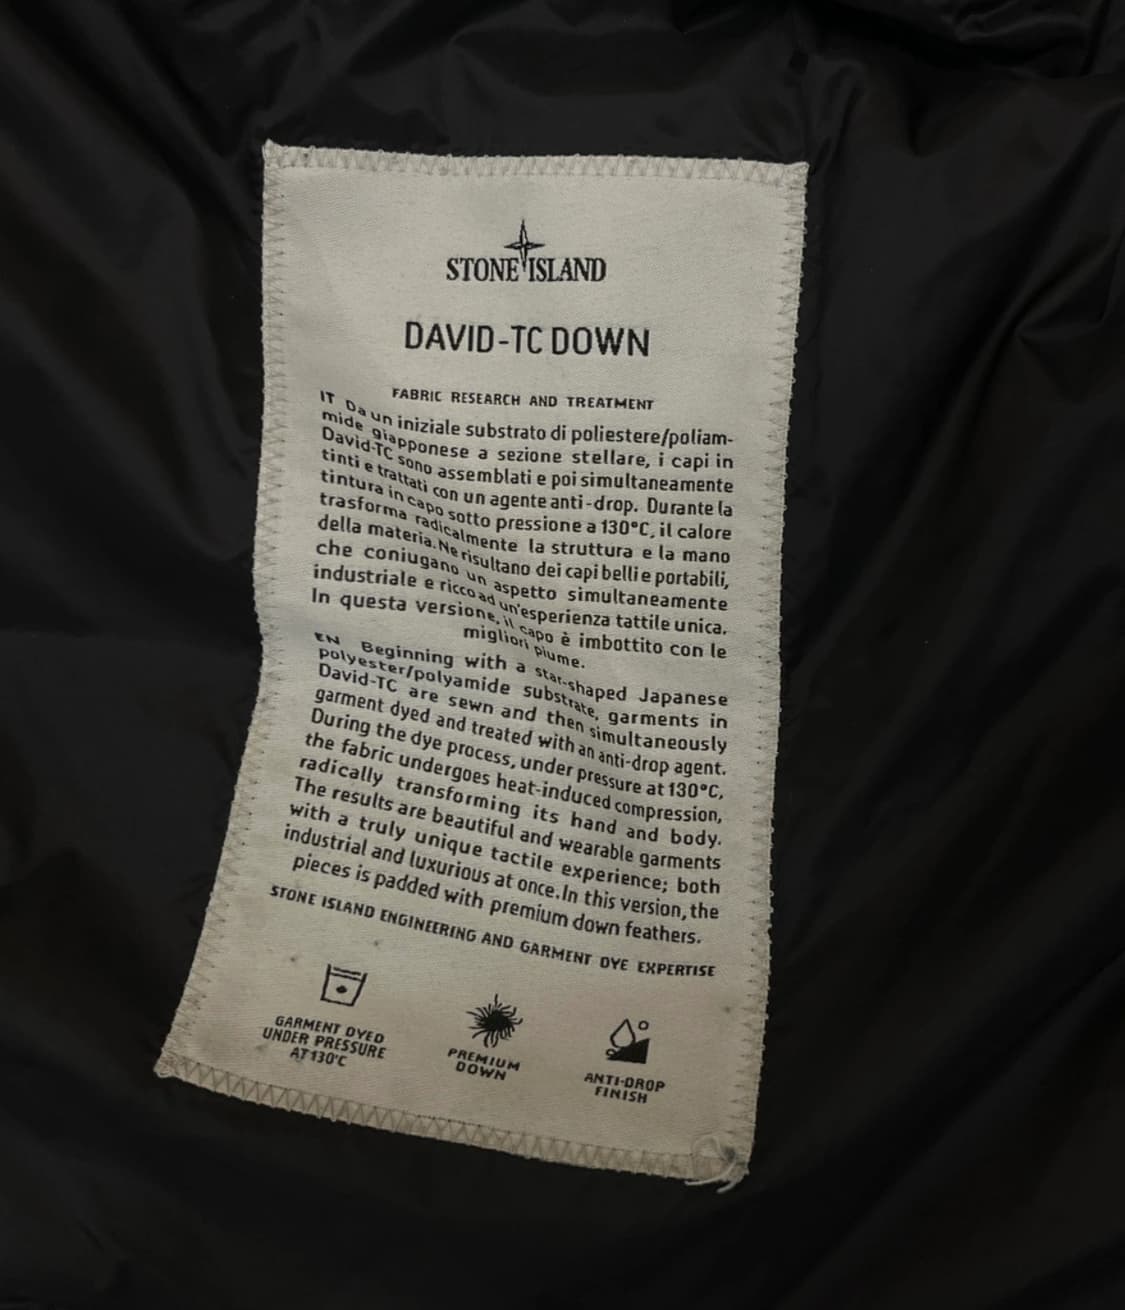 STONE ISLAND
DAVID-TC DOWN
FABRIC RESEARCH AND TREATMENT
IT Da un iniziale substrato di poliestere/poliam-
mide giapponese a sezione stellare, i capi in
David-TC sono assemblati e poi simultaneamente
tinti e trattati con un agente anti-drop. Durante la
tintura in capo sotto pressione a 130°C, il calore
trasforma radicalmente la struttura e la mano
della materia. Ne risultano dei capi belli e portabili,
che coniugano un aspetto simultaneamente
industriale e ricco ad un'esperienza tattile unica.
In questa versione, il capo è imbottito con le
migliori piume.
EN Beginning with a star-shaped Japanese
polyester/polyamide substrate, garments in
David-TC are sewn and then simultaneously
garment dyed and treated with an anti-drop agent.
During the dye process, under pressure at 130°C,
the fabric undergoes heat-induced compression,
radically transforming its hand and body.
The results are beautiful and wearable garments
with a truly unique tactile experience; both
industrial and luxurious at once. In this version, the
pieces is padded with premium down feathers.
STONE ISLAND ENGINEERING AND GARMENT DYE EXPERTISE
GARMENT DYED
UNDER PRESSURE
AT 130°C
PREMIUM
DOWN
ANTI-DROP
FINISH